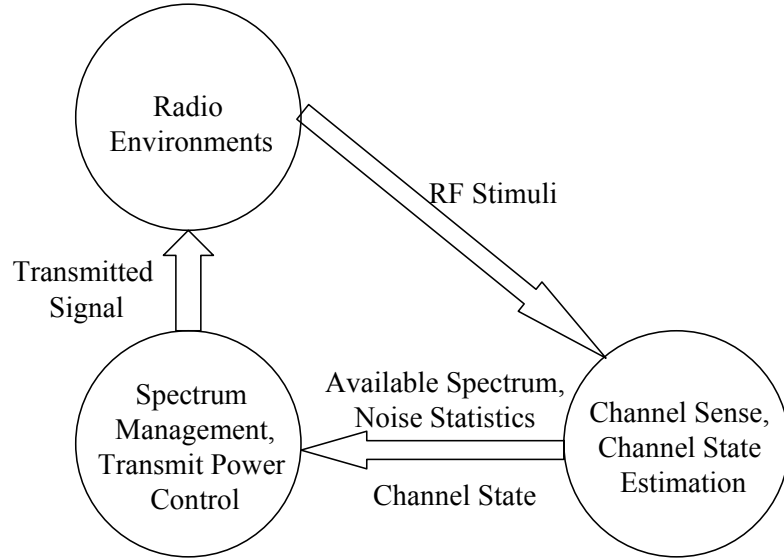 Radio
Environments
RF Stimuli
Transmitted
Signal
Available Spectrum,
Noise Statistics
Channel State
Spectrum
Management,
Transmit Power
Control
Channel Sense,
Channel State
Estimation